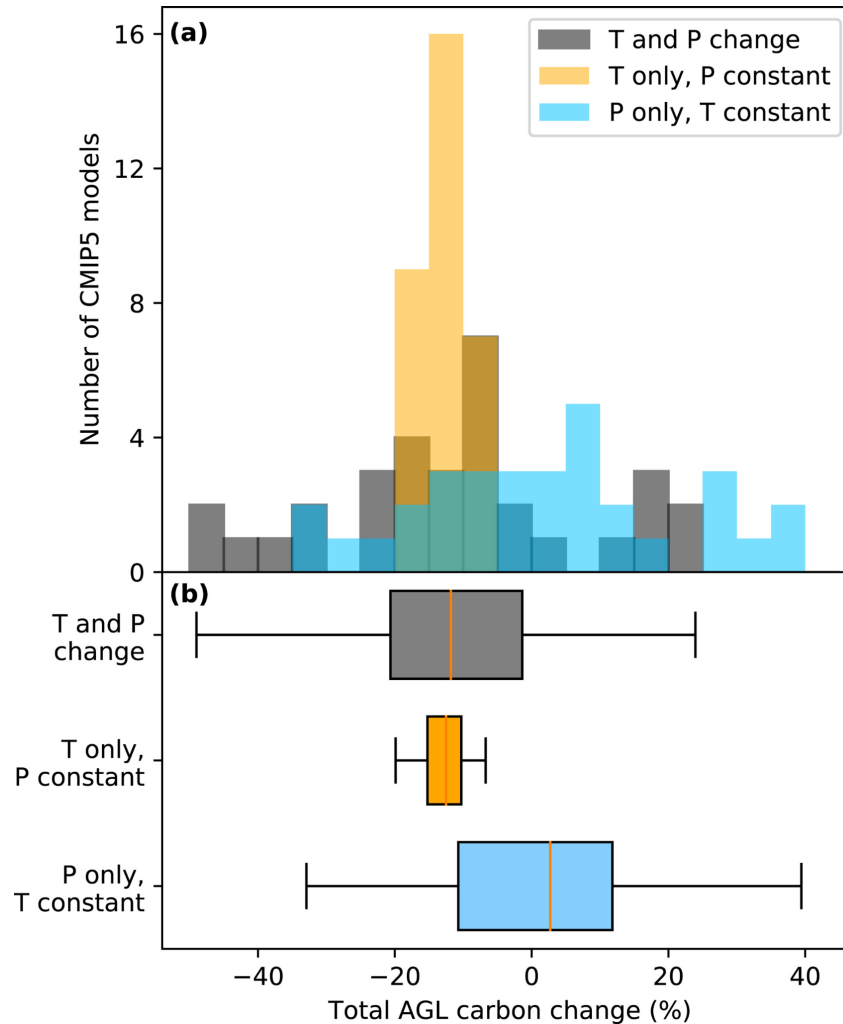 (a)
T and P change
T only, P constant
P only, T constant
Number of CMIP5 models
16
12
8
4
0
(b)
T and P
change
T only,
P constant
P only,
T constant
−40
−20
0
20
40
Total AGL carbon change (%)